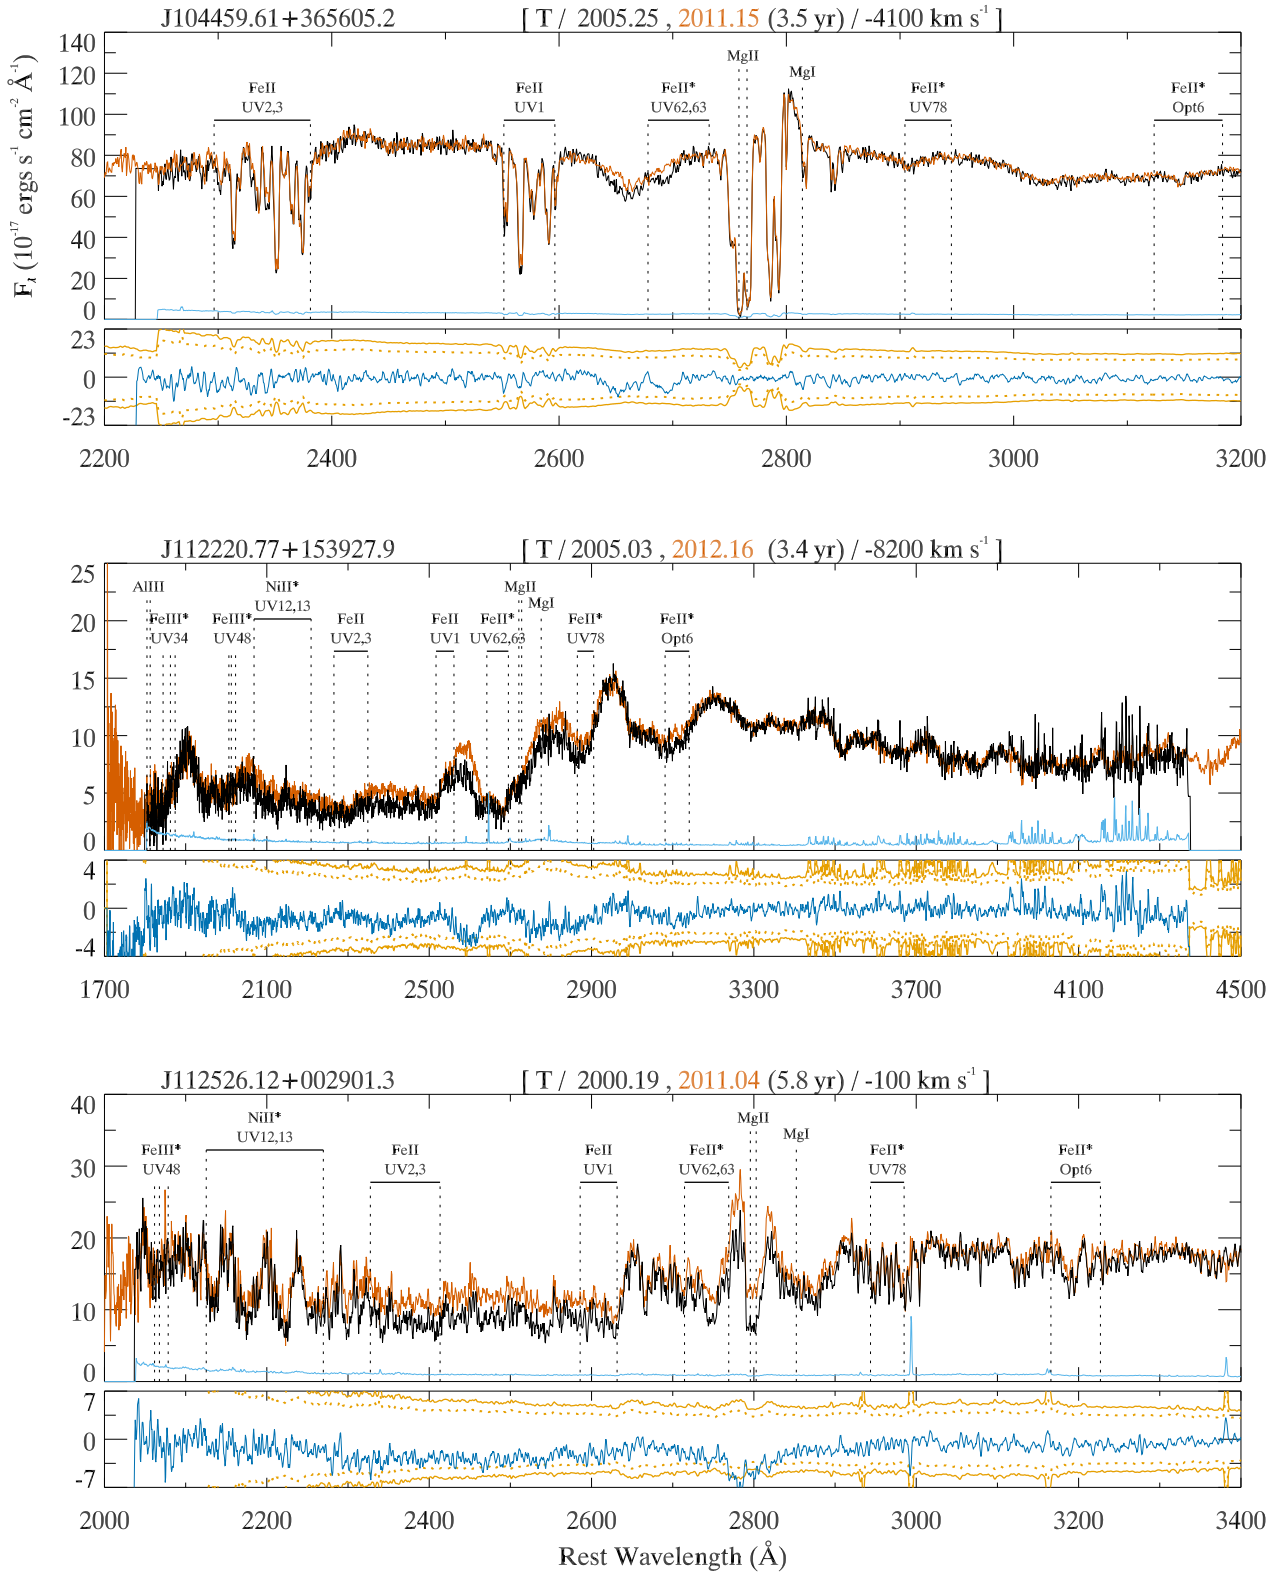 J104459.61+365605.2 [ T / 2005.25 , 2011.15 (3.5 yr) / -4100 km s⁻¹ ]
F_λ (10⁻¹⁷ ergs s⁻¹ cm⁻² Å⁻¹)
140
120
100
80
60
40
20
0
FeII
UV2,3
FeII
UV1
FeII*
UV62,63
MgII
MgI
FeII*
UV78
FeII*
Opt6
23
0
-23
2200 2400 2600 2800 3000 3200
J112220.77+153927.9 [ T / 2005.03 , 2012.16 (3.4 yr) / -8200 km s⁻¹ ]
25
20
15
10
5
0
AlIII
FeIII*
UV34
FeIII*
UV48
NiII*
UV12,13
FeII
UV2,3
FeII
UV1
FeII*
UV62,63
MgII
MgI
FeII*
UV78
FeII*
Opt6
4
0
-4
1700 2100 2500 2900 3300 3700 4100 4500
J112526.12+002901.3 [ T / 2000.19 , 2011.04 (5.8 yr) / -100 km s⁻¹ ]
40
30
20
10
0
FeIII*
UV48
NiII*
UV12,13
FeII
UV2,3
FeII
UV1
FeII*
UV62,63
MgII
MgI
FeII*
UV78
FeII*
Opt6
7
0
-7
2000 2200 2400 2600 2800 3000 3200 3400
Rest Wavelength (Å)